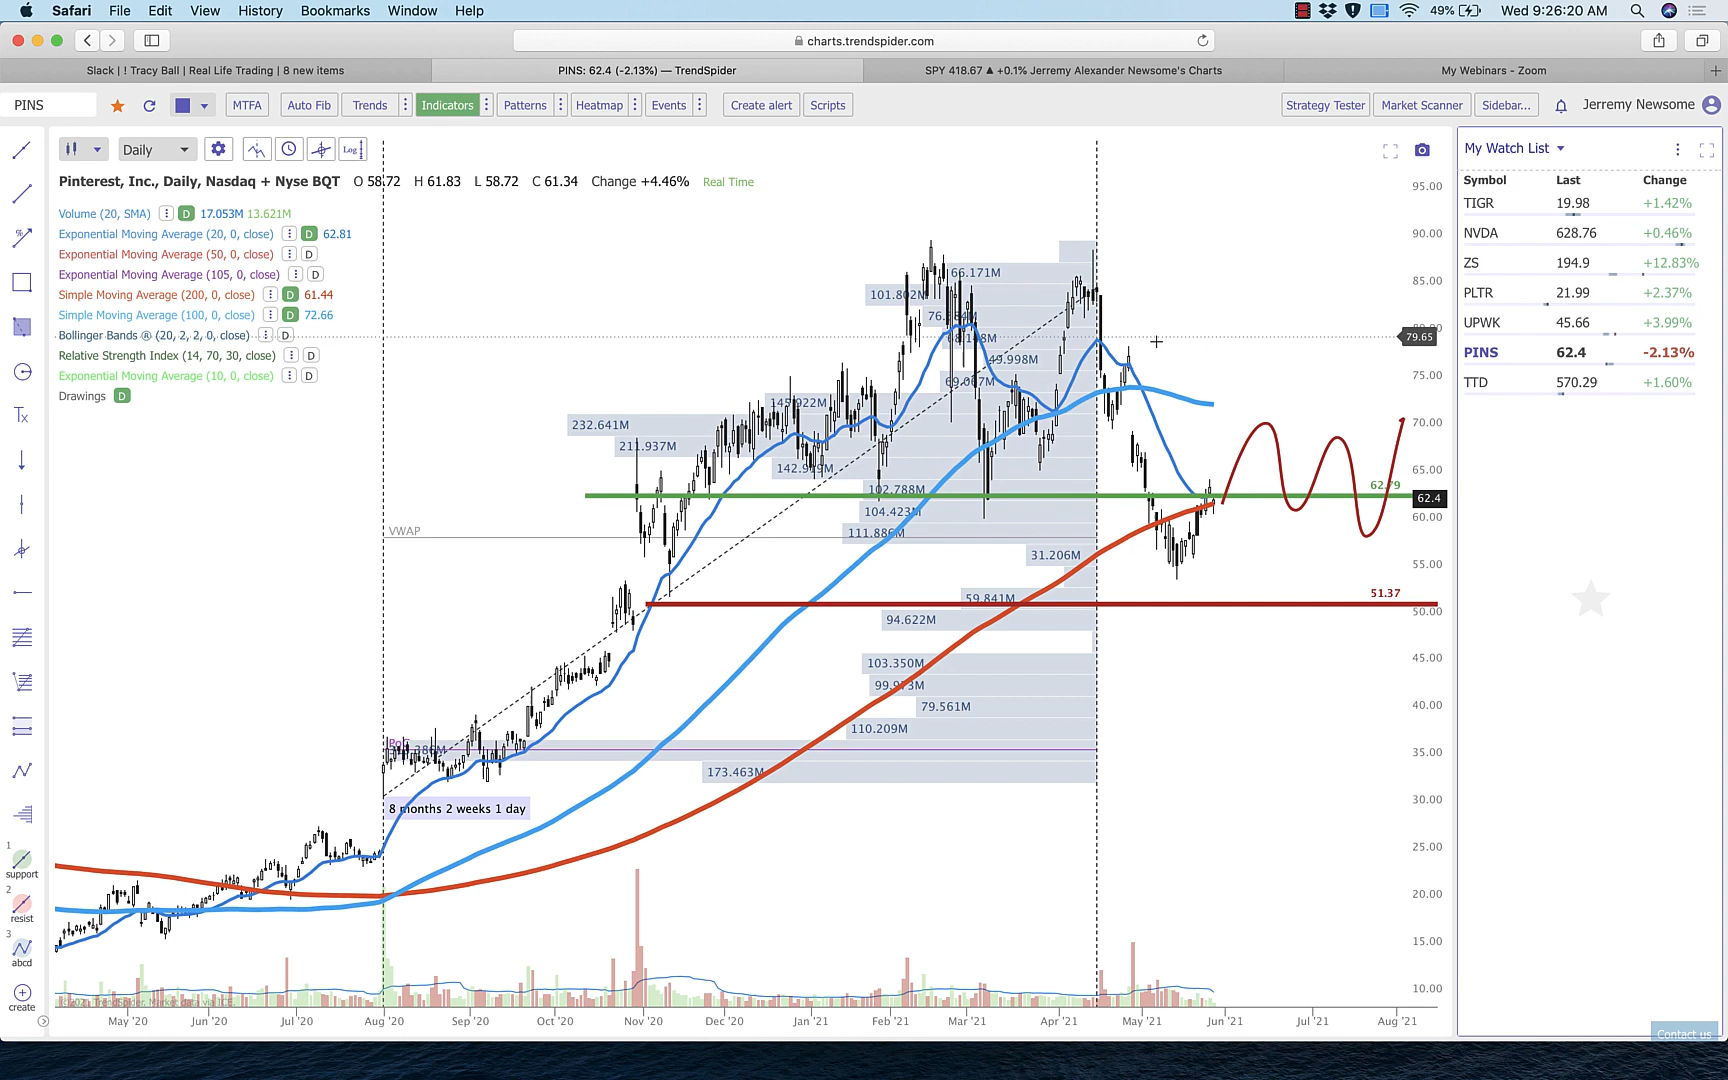 Safari File Edit View History Bookmarks Window Help 49% Wed 9:26:20 AM
charts.trendspider.com
Slack | ! Tracy Ball | Real Life Trading | 8 new items PINS: 62.4 (-2.13%) — TrendSpider SPY 418.67 ▲ +0.1% Jerremy Alexander Newsome's Charts My Webinars - Zoom
PINS MTFA Auto Fib Trends Indicators Patterns Heatmap Events Create alert Scripts Strategy Tester Market Scanner Sidebar... Jerremy Newsome
Daily Log
Pinterest, Inc., Daily, Nasdaq + Nyse BQT O 58.72 H 61.83 L 58.72 C 61.34 Change +4.46% Real Time
Volume (20, SMA) D 17.053M 13.621M
Exponential Moving Average (20, 0, close) D 62.81
Exponential Moving Average (50, 0, close) D
Exponential Moving Average (105, 0, close) D
Simple Moving Average (200, 0, close) D 61.44
Simple Moving Average (100, 0, close) D 72.66
Bollinger Bands ® (20, 2, 2, 0, close) D
Relative Strength Index (14, 70, 30, close) D
Exponential Moving Average (10, 0, close) D
Drawings D
66.171M
101.802M
49.998M
69.067M
145.922M
232.641M
211.937M
142.919M
102.788M
104.423M
111.886M
VWAP
31.206M
59.841M
94.622M
103.350M
99.973M
79.561M
110.209M
PoC
173.463M
8 months 2 weeks 1 day
62.79
51.37
95.00
90.00
85.00
79.65
75.00
70.00
65.00
62.4
60.00
55.00
50.00
45.00
40.00
35.00
30.00
25.00
20.00
15.00
10.00
May '20 Jun '20 Jul '20 Aug '20 Sep '20 Oct '20 Nov '20 Dec '20 Jan '21 Feb '21 Mar '21 Apr '21 May '21 Jun '21 Jul '21 Aug '21
1
support
2
resist
3
abcd
create
My Watch List
Symbol Last Change
TIGR 19.98 +1.42%
NVDA 628.76 +0.46%
ZS 194.9 +12.83%
PLTR 21.99 +2.37%
UPWK 45.66 +3.99%
PINS 62.4 -2.13%
TTD 570.29 +1.60%
Contact us